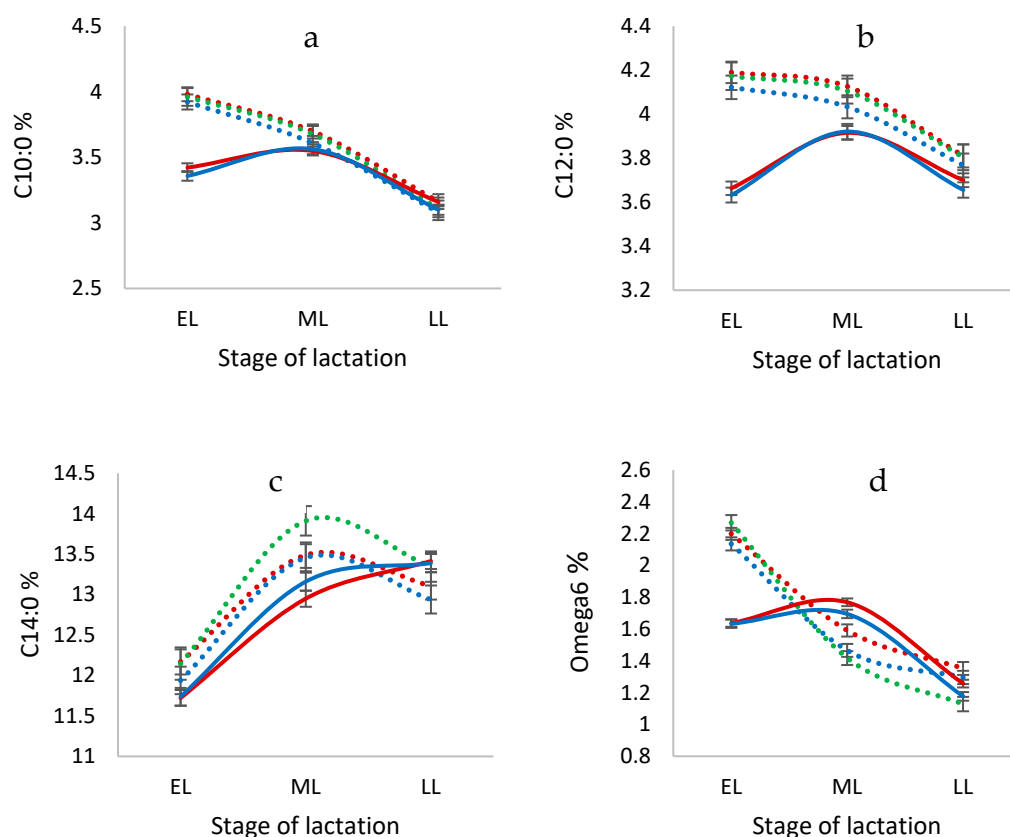 a
C10:0 %
4.5
4
3.5
3
2.5
EL ML LL
Stage of lactation
b
C12:0 %
4.4
4.2
4
3.8
3.6
3.4
3.2
EL ML LL
Stage of lactation
c
C14:0 %
14.5
14
13.5
13
12.5
12
11.5
11
EL ML LL
Stage of lactation
d
Omega6 %
2.6
2.4
2.2
2
1.8
1.6
1.4
1.2
1
0.8
EL ML LL
Stage of lactation